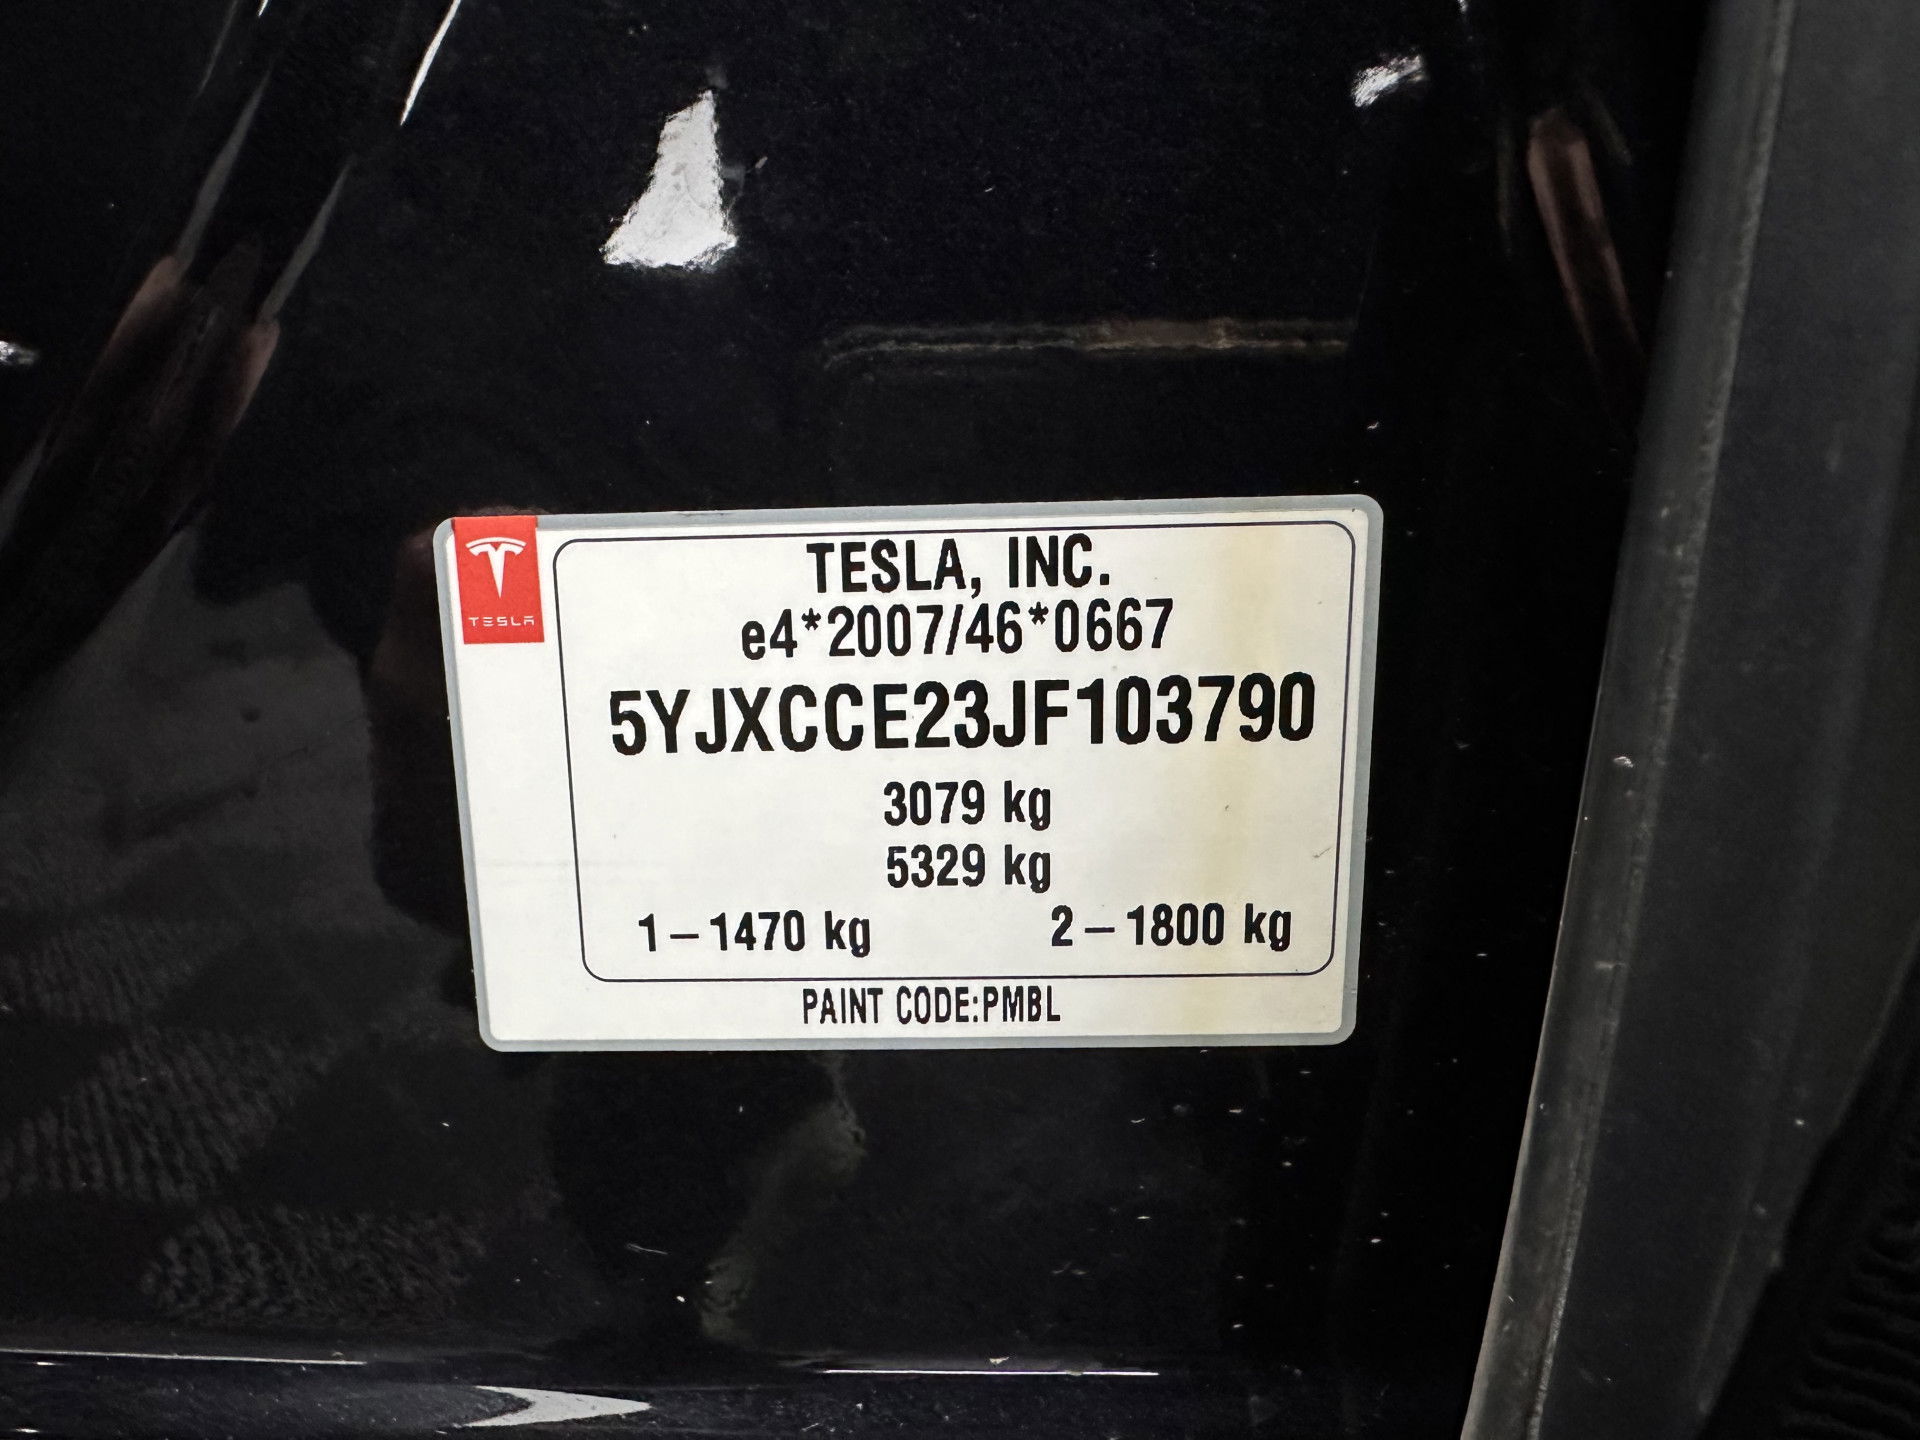 TESLA
TESLA, INC.
e4*2007/46*0667
5YJXCCE23JF103790
3079 kg
5329 kg
1 – 1470 kg 2 – 1800 kg
PAINT CODE:PMBL